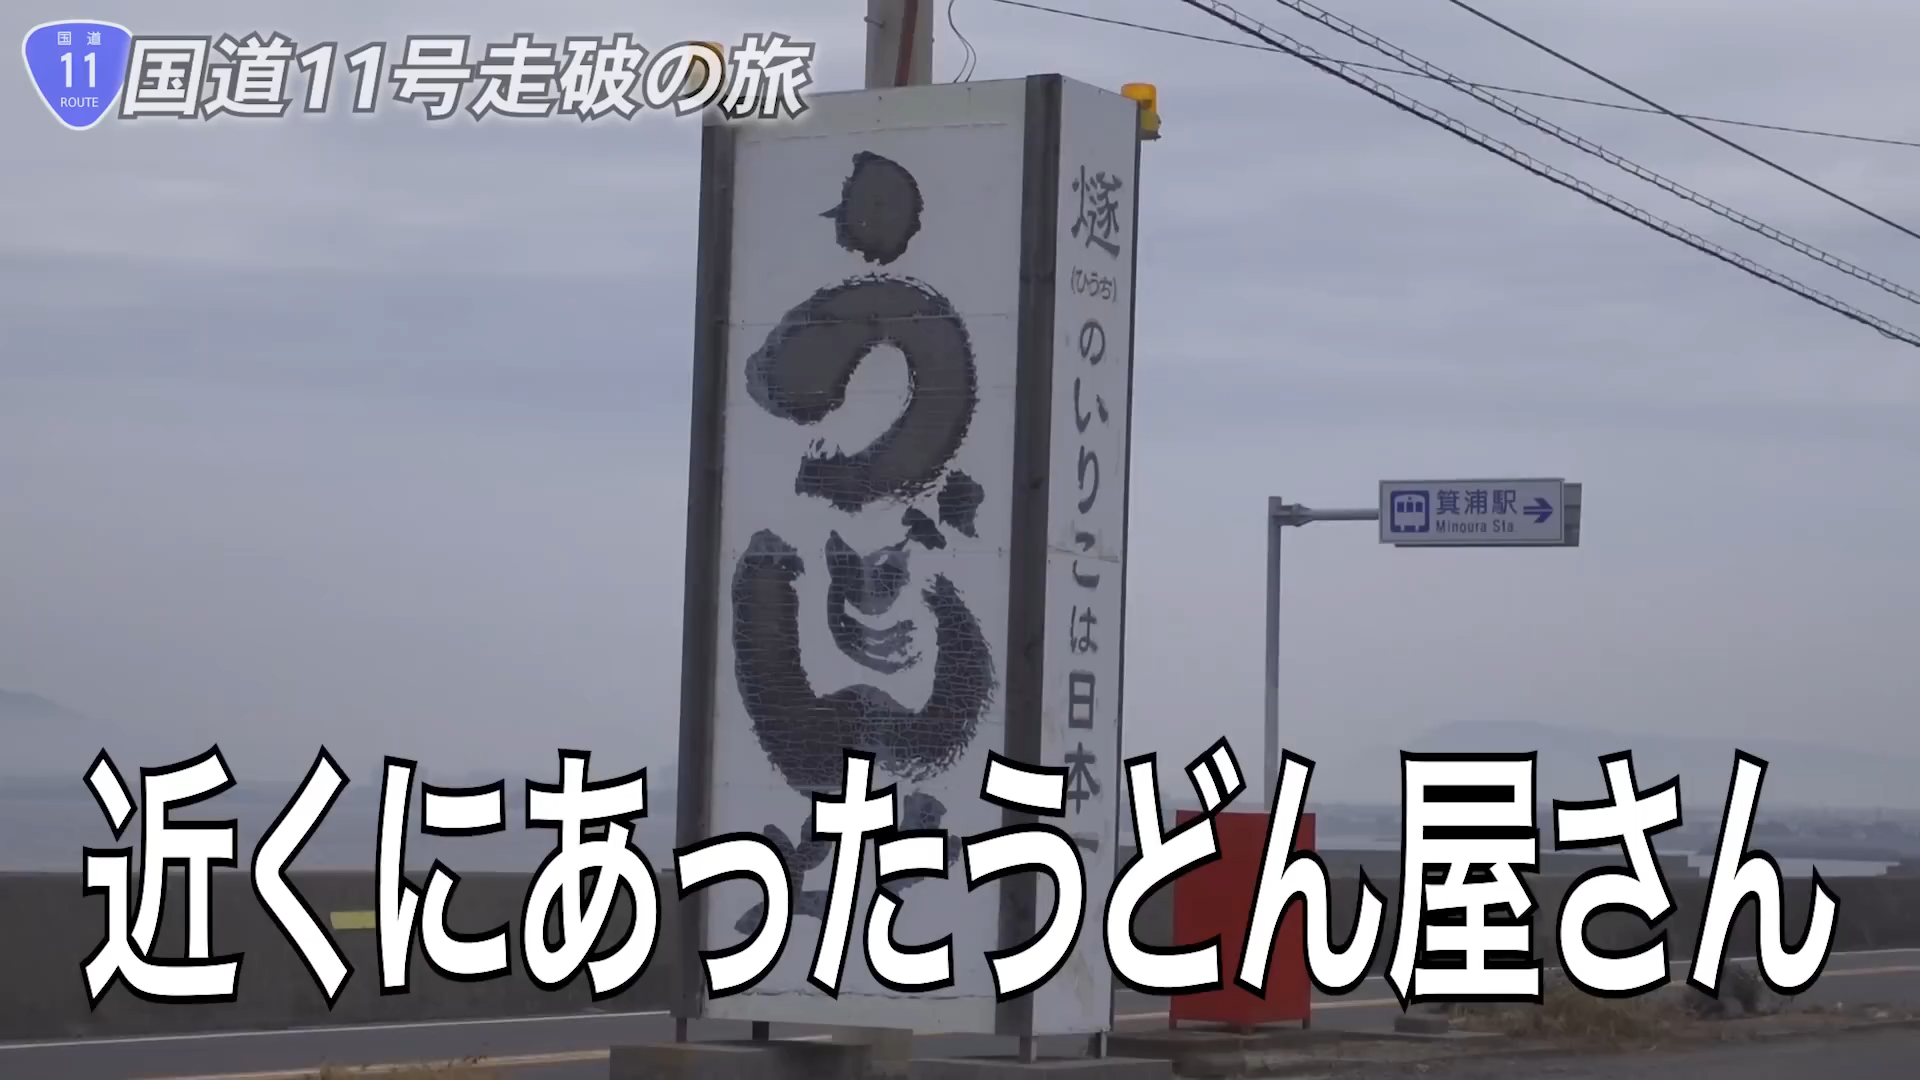 国道
11
ROUTE
国道11号走破の旅
うどん
燧(ひうち)のいりこは日本一
箕浦駅
Minoura Sta.
近くにあったうどん屋さん